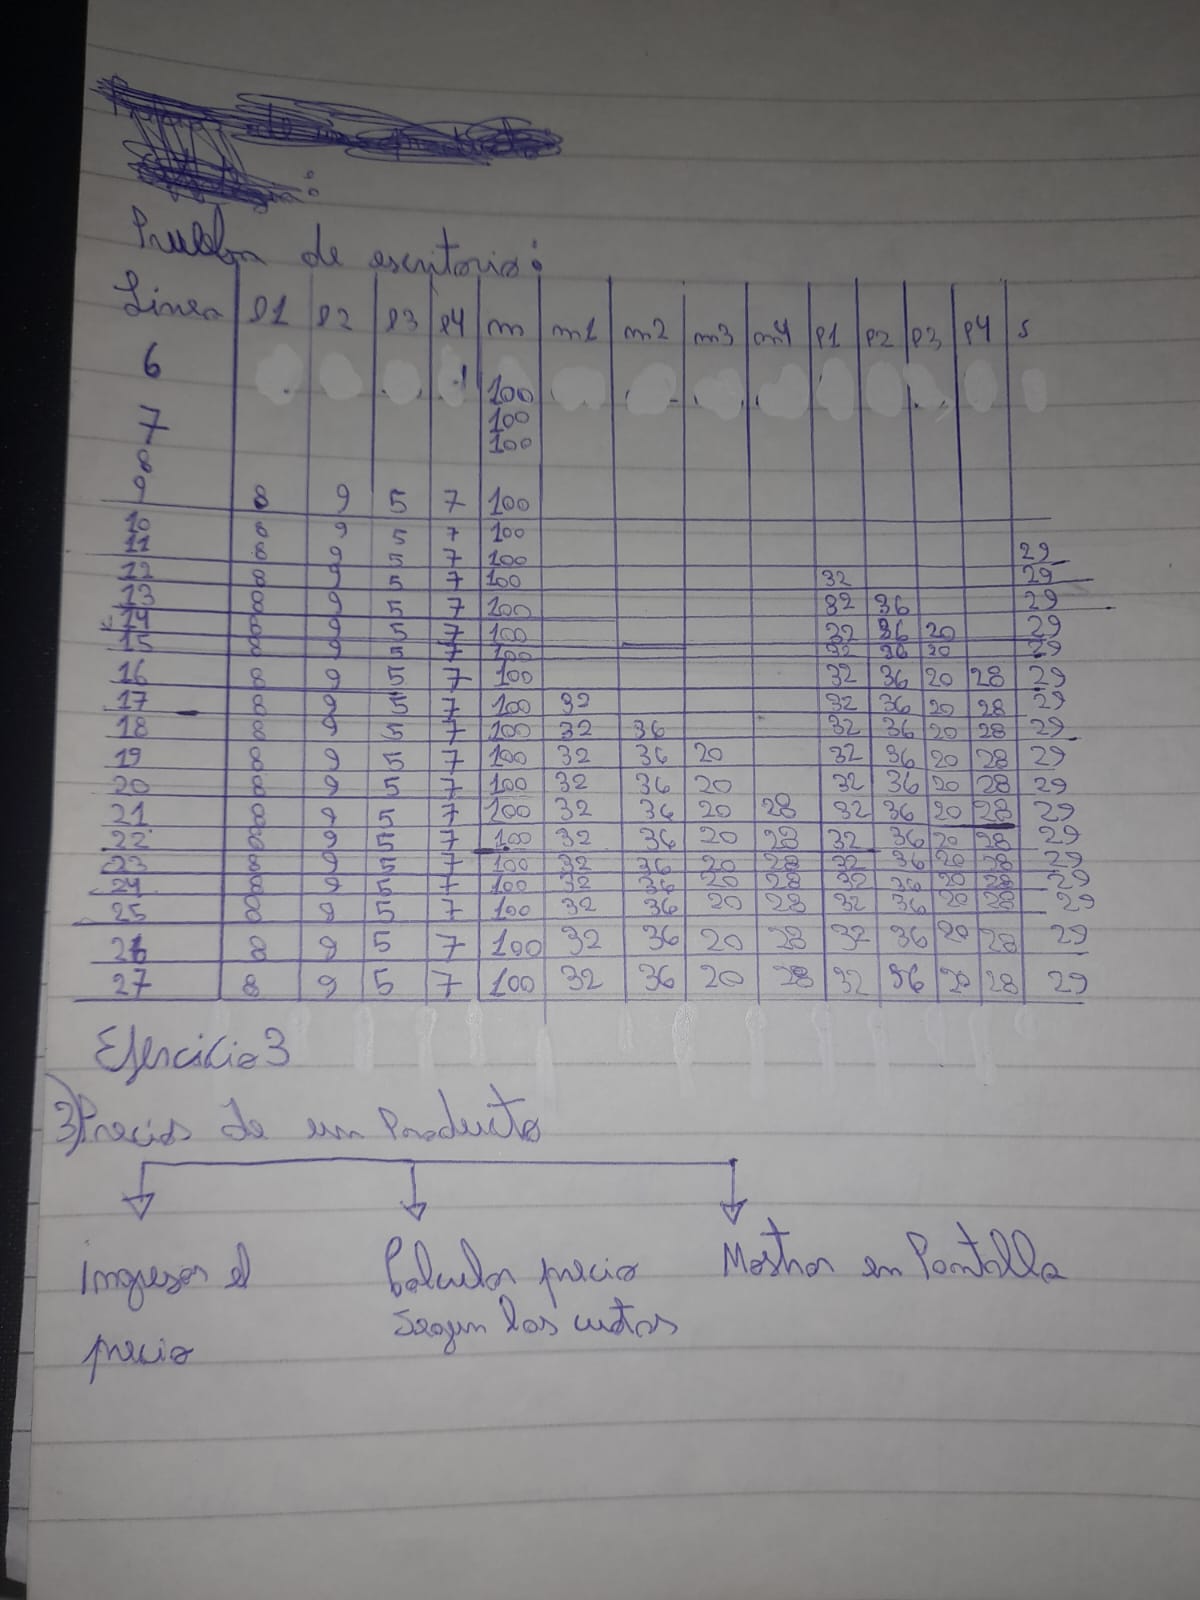 Prueba de escritorio:
Linea l1 l2 l3 l4 m m1 m2 m3 m4 p1 p2 p3 p4 s
6 100
7 100
8 100
9 8 9 5 7 100
10 8 9 5 7 100
11 8 9 5 7 100 29
12 8 9 5 7 100 32 29
13 8 9 5 7 100 32 36 29
14 8 9 5 7 100 32 36 20 29
15 8 9 5 7 100 32 36 20 29
16 8 9 5 7 100 32 36 20 28 29
17 8 9 5 7 100 32 32 36 20 28 29
18 8 9 5 7 100 32 36 32 36 20 28 29
19 8 9 5 7 100 32 36 20 32 36 20 28 29
20 8 9 5 7 100 32 36 20 32 36 20 28 29
21 8 9 5 7 100 32 36 20 28 32 36 20 28 29
22 8 9 5 7 100 32 36 20 28 32 36 20 28 29
23 8 9 5 7 100 32 36 20 28 32 36 20 28 29
24 8 9 5 7 100 32 36 20 28 32 36 20 28 29
25 8 9 5 7 100 32 36 20 28 32 36 20 28 29
26 8 9 5 7 100 32 36 20 28 32 36 20 28 29
27 8 9 5 7 100 32 36 20 28 32 36 20 28 29
Ejercicio 3
3) Precios de un Producto
Ingresar el Calcular precio Mostrar en Pantalla
precio Segun las cuotas